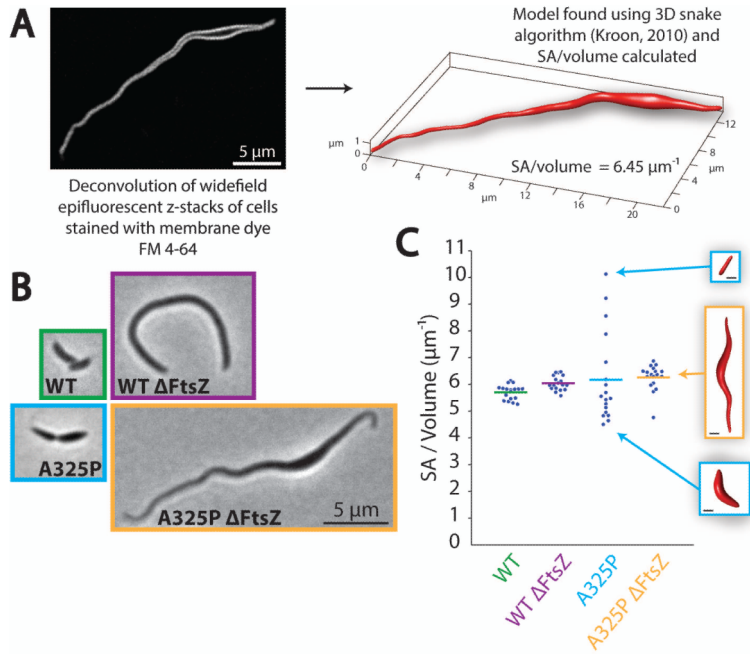 A
5 µm
Deconvolution of widefield
epifluorescent z-stacks of cells
stained with membrane dye
FM 4-64
Model found using 3D snake
algorithm (Kroon, 2010) and
SA/volume calculated
µm
1
0
0
4
8
µm
12
16
20
0
4
µm
8
12
SA/volume = 6.45 µm⁻¹
B
WT
WT ΔFtsZ
A325P
A325P ΔFtsZ
5 µm
C
SA / Volume (µm⁻¹)
11
10
9
8
7
6
5
4
3
2
1
0
WT
WT ΔFtsZ
A325P
A325P ΔFtsZ